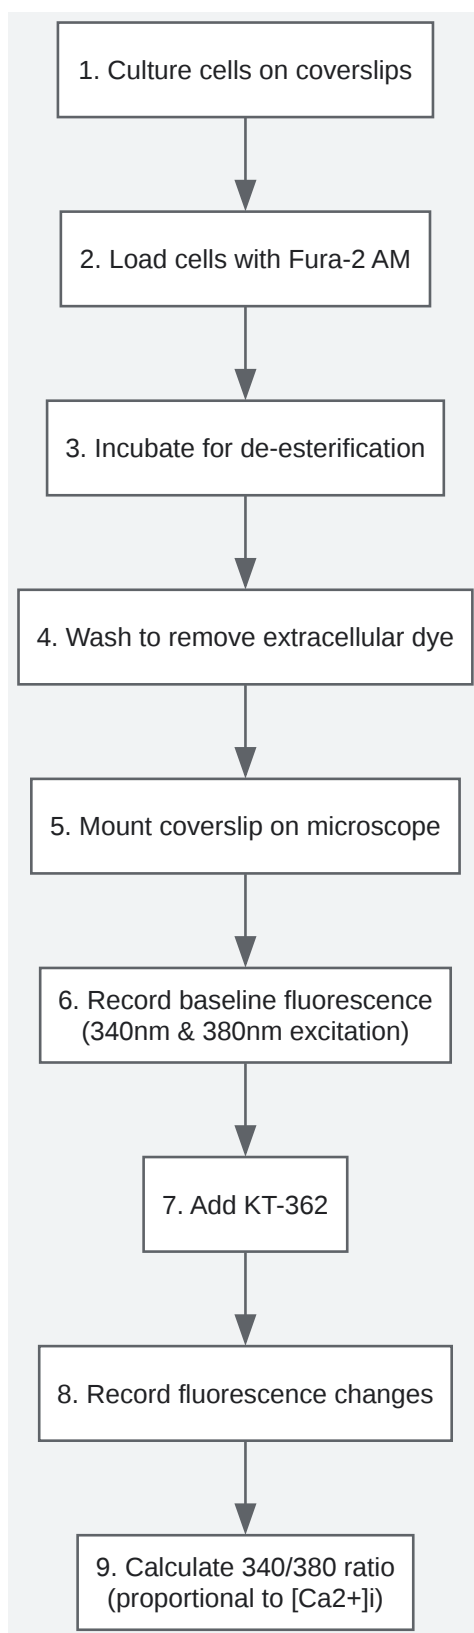 1. Culture cells on coverslips
2. Load cells with Fura-2 AM
3. Incubate for de-esterification
4. Wash to remove extracellular dye
5. Mount coverslip on microscope
6. Record baseline fluorescence
(340nm & 380nm excitation)
7. Add KT-362
8. Record fluorescence changes
9. Calculate 340/380 ratio
(proportional to [Ca2+]i)